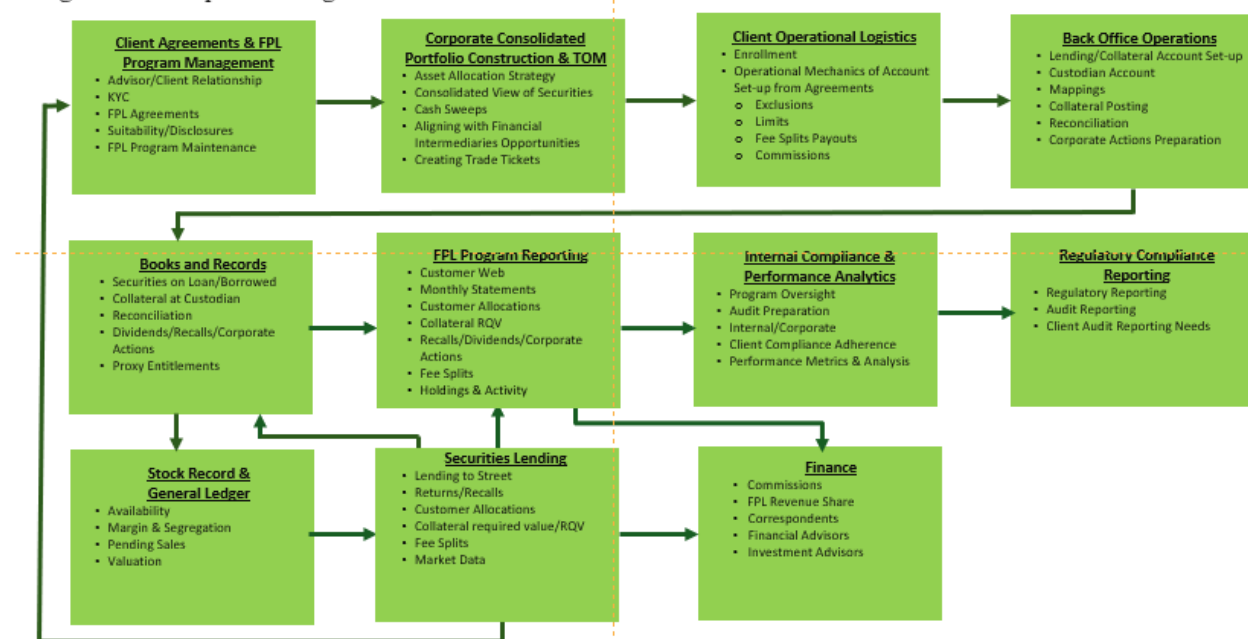 Client Agreements & FPL
Program Management
▪ Advisor/Client Relationship
▪ KYC
▪ FPL Agreements
▪ Suitability/Disclosures
▪ FPL Program Maintenance
Corporate Consolidated
Portfolio Construction & TOM
▪ Asset Allocation Strategy
▪ Consolidated View of Securities
▪ Cash Sweeps
▪ Aligning with Financial
Intermediaries Opportunities
▪ Creating Trade Tickets
Client Operational Logistics
▪ Enrollment
▪ Operational Mechanics of Account
Set-up from Agreements
o Exclusions
o Limits
o Fee Splits Payouts
o Commissions
Back Office Operations
▪ Lending/Collateral Account Set-up
▪ Custodian Account
▪ Mappings
▪ Collateral Posting
▪ Reconciliation
▪ Corporate Actions Preparation
Books and Records
▪ Securities on Loan/Borrowed
▪ Collateral at Custodian
▪ Reconciliation
▪ Dividends/Recalls/Corporate
Actions
▪ Proxy Entitlements
FPL Program Reporting
▪ Customer Web
▪ Monthly Statements
▪ Customer Allocations
▪ Collateral RQV
▪ Recalls/Dividends/Corporate
Actions
▪ Fee Splits
▪ Holdings & Activity
Internal Compliance &
Performance Analytics
▪ Program Oversight
▪ Audit Preparation
▪ Internal/Corporate
▪ Client Compliance Adherence
▪ Performance Metrics & Analysis
Regulatory Compliance
Reporting
▪ Regulatory Reporting
▪ Audit Reporting
▪ Client Audit Reporting Needs
Stock Record &
General Ledger
▪ Availability
▪ Margin & Segregation
▪ Pending Sales
▪ Valuation
Securities Lending
▪ Lending to Street
▪ Returns/Recalls
▪ Customer Allocations
▪ Collateral required value/RQV
▪ Fee Splits
▪ Market Data
Finance
▪ Commissions
▪ FPL Revenue Share
▪ Correspondents
▪ Financial Advisors
▪ Investment Advisors